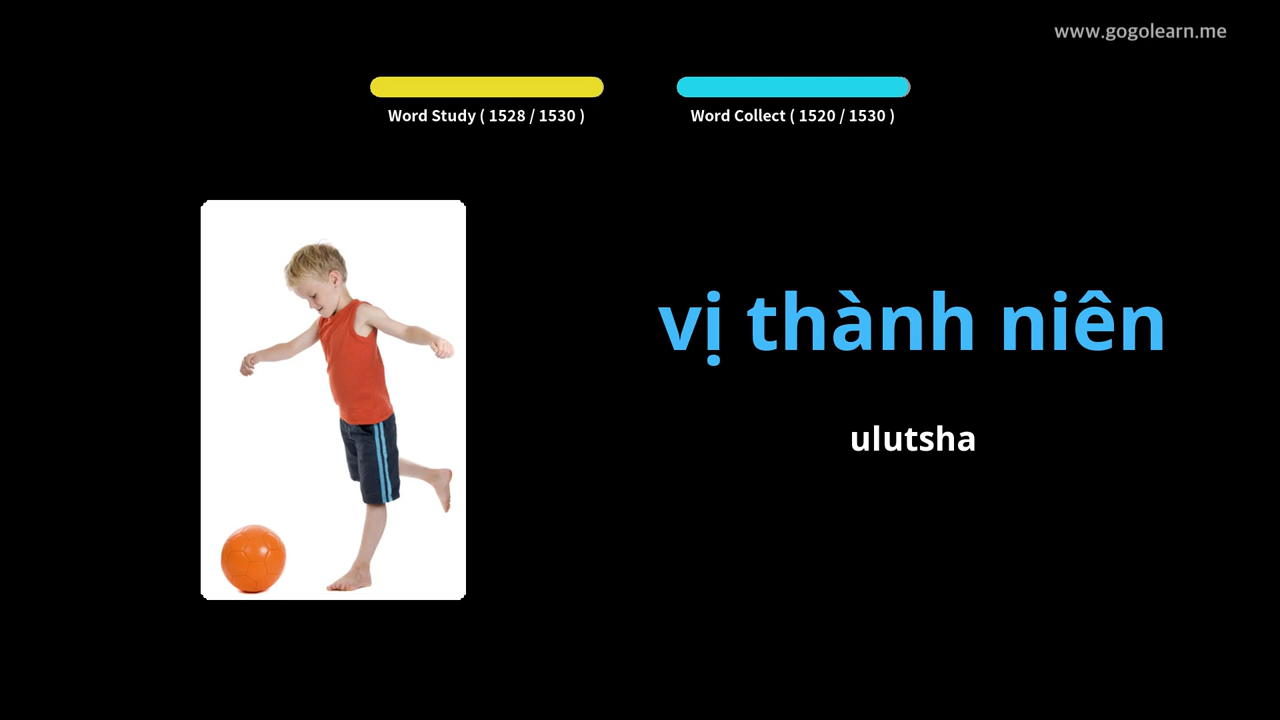 www.gogolearn.me
Word Study ( 1528 / 1530 )
Word Collect ( 1520 / 1530 )
vị thành niên
ulutsha